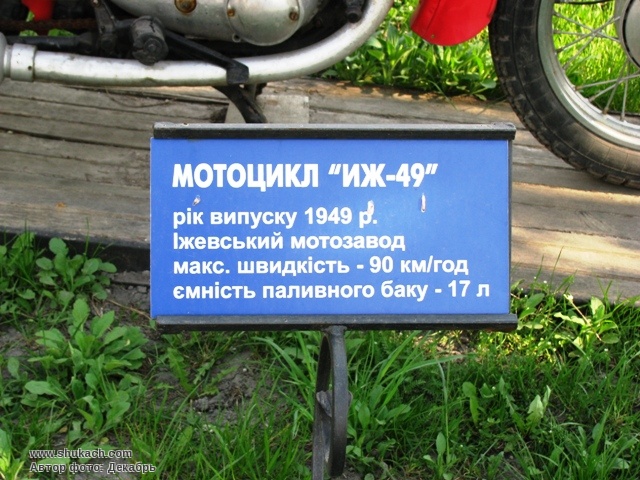 МОТОЦИКЛ "ИЖ-49"
рік випуску 1949 р.
Іжевський мотозавод
макс. швидкість - 90 км/год
ємність паливного баку - 17 л
www.shukach.com
Автор фото: Дєкабрь